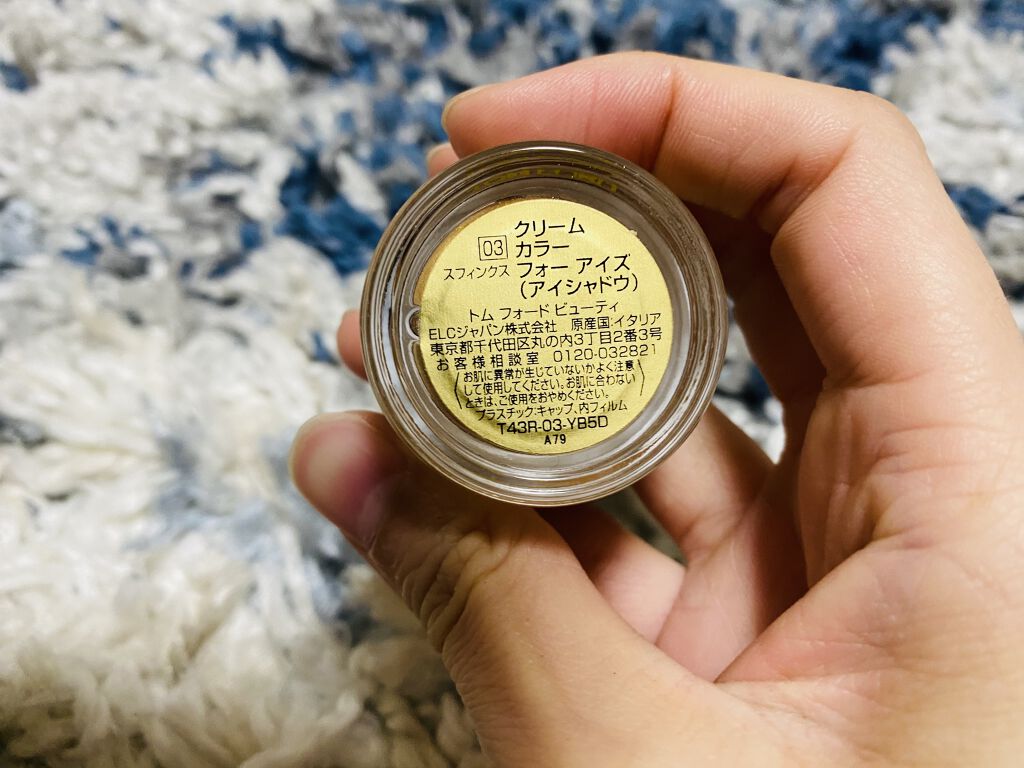 クリーム
03 カラー
スフィンクス フォー アイズ
(アイシャドウ)
トム フォード ビューティ
ELCジャパン株式会社 原産国:イタリア
東京都千代田区丸の内3丁目2番3号
お客様相談室 0120-032821
(お肌に異常が生じていないかよく注意
して使用してください。お肌に合わない
ときは、ご使用をおやめください。)
プラスチック:キャップ、内フィルム
T43R-03-YB5D
A79